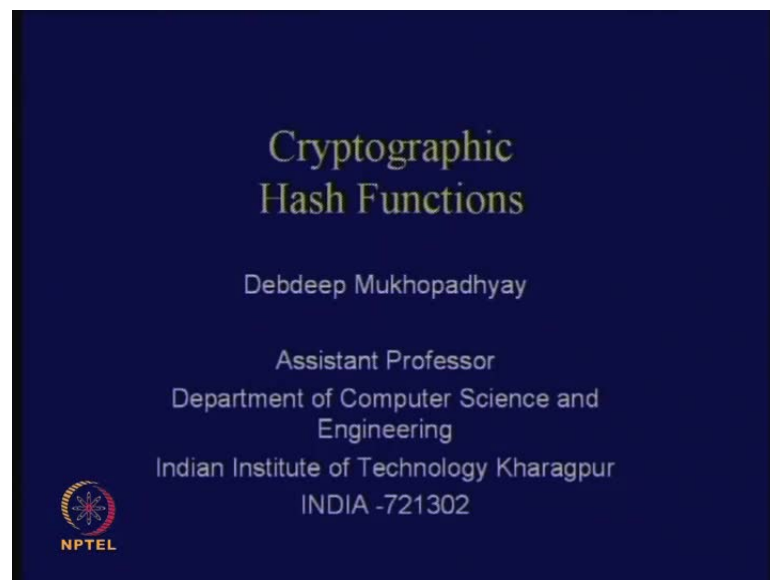 Cryptographic
Hash Functions
Debdeep Mukhopadhyay
Assistant Professor
Department of Computer Science and
Engineering
Indian Institute of Technology Kharagpur
INDIA -721302
NPTEL